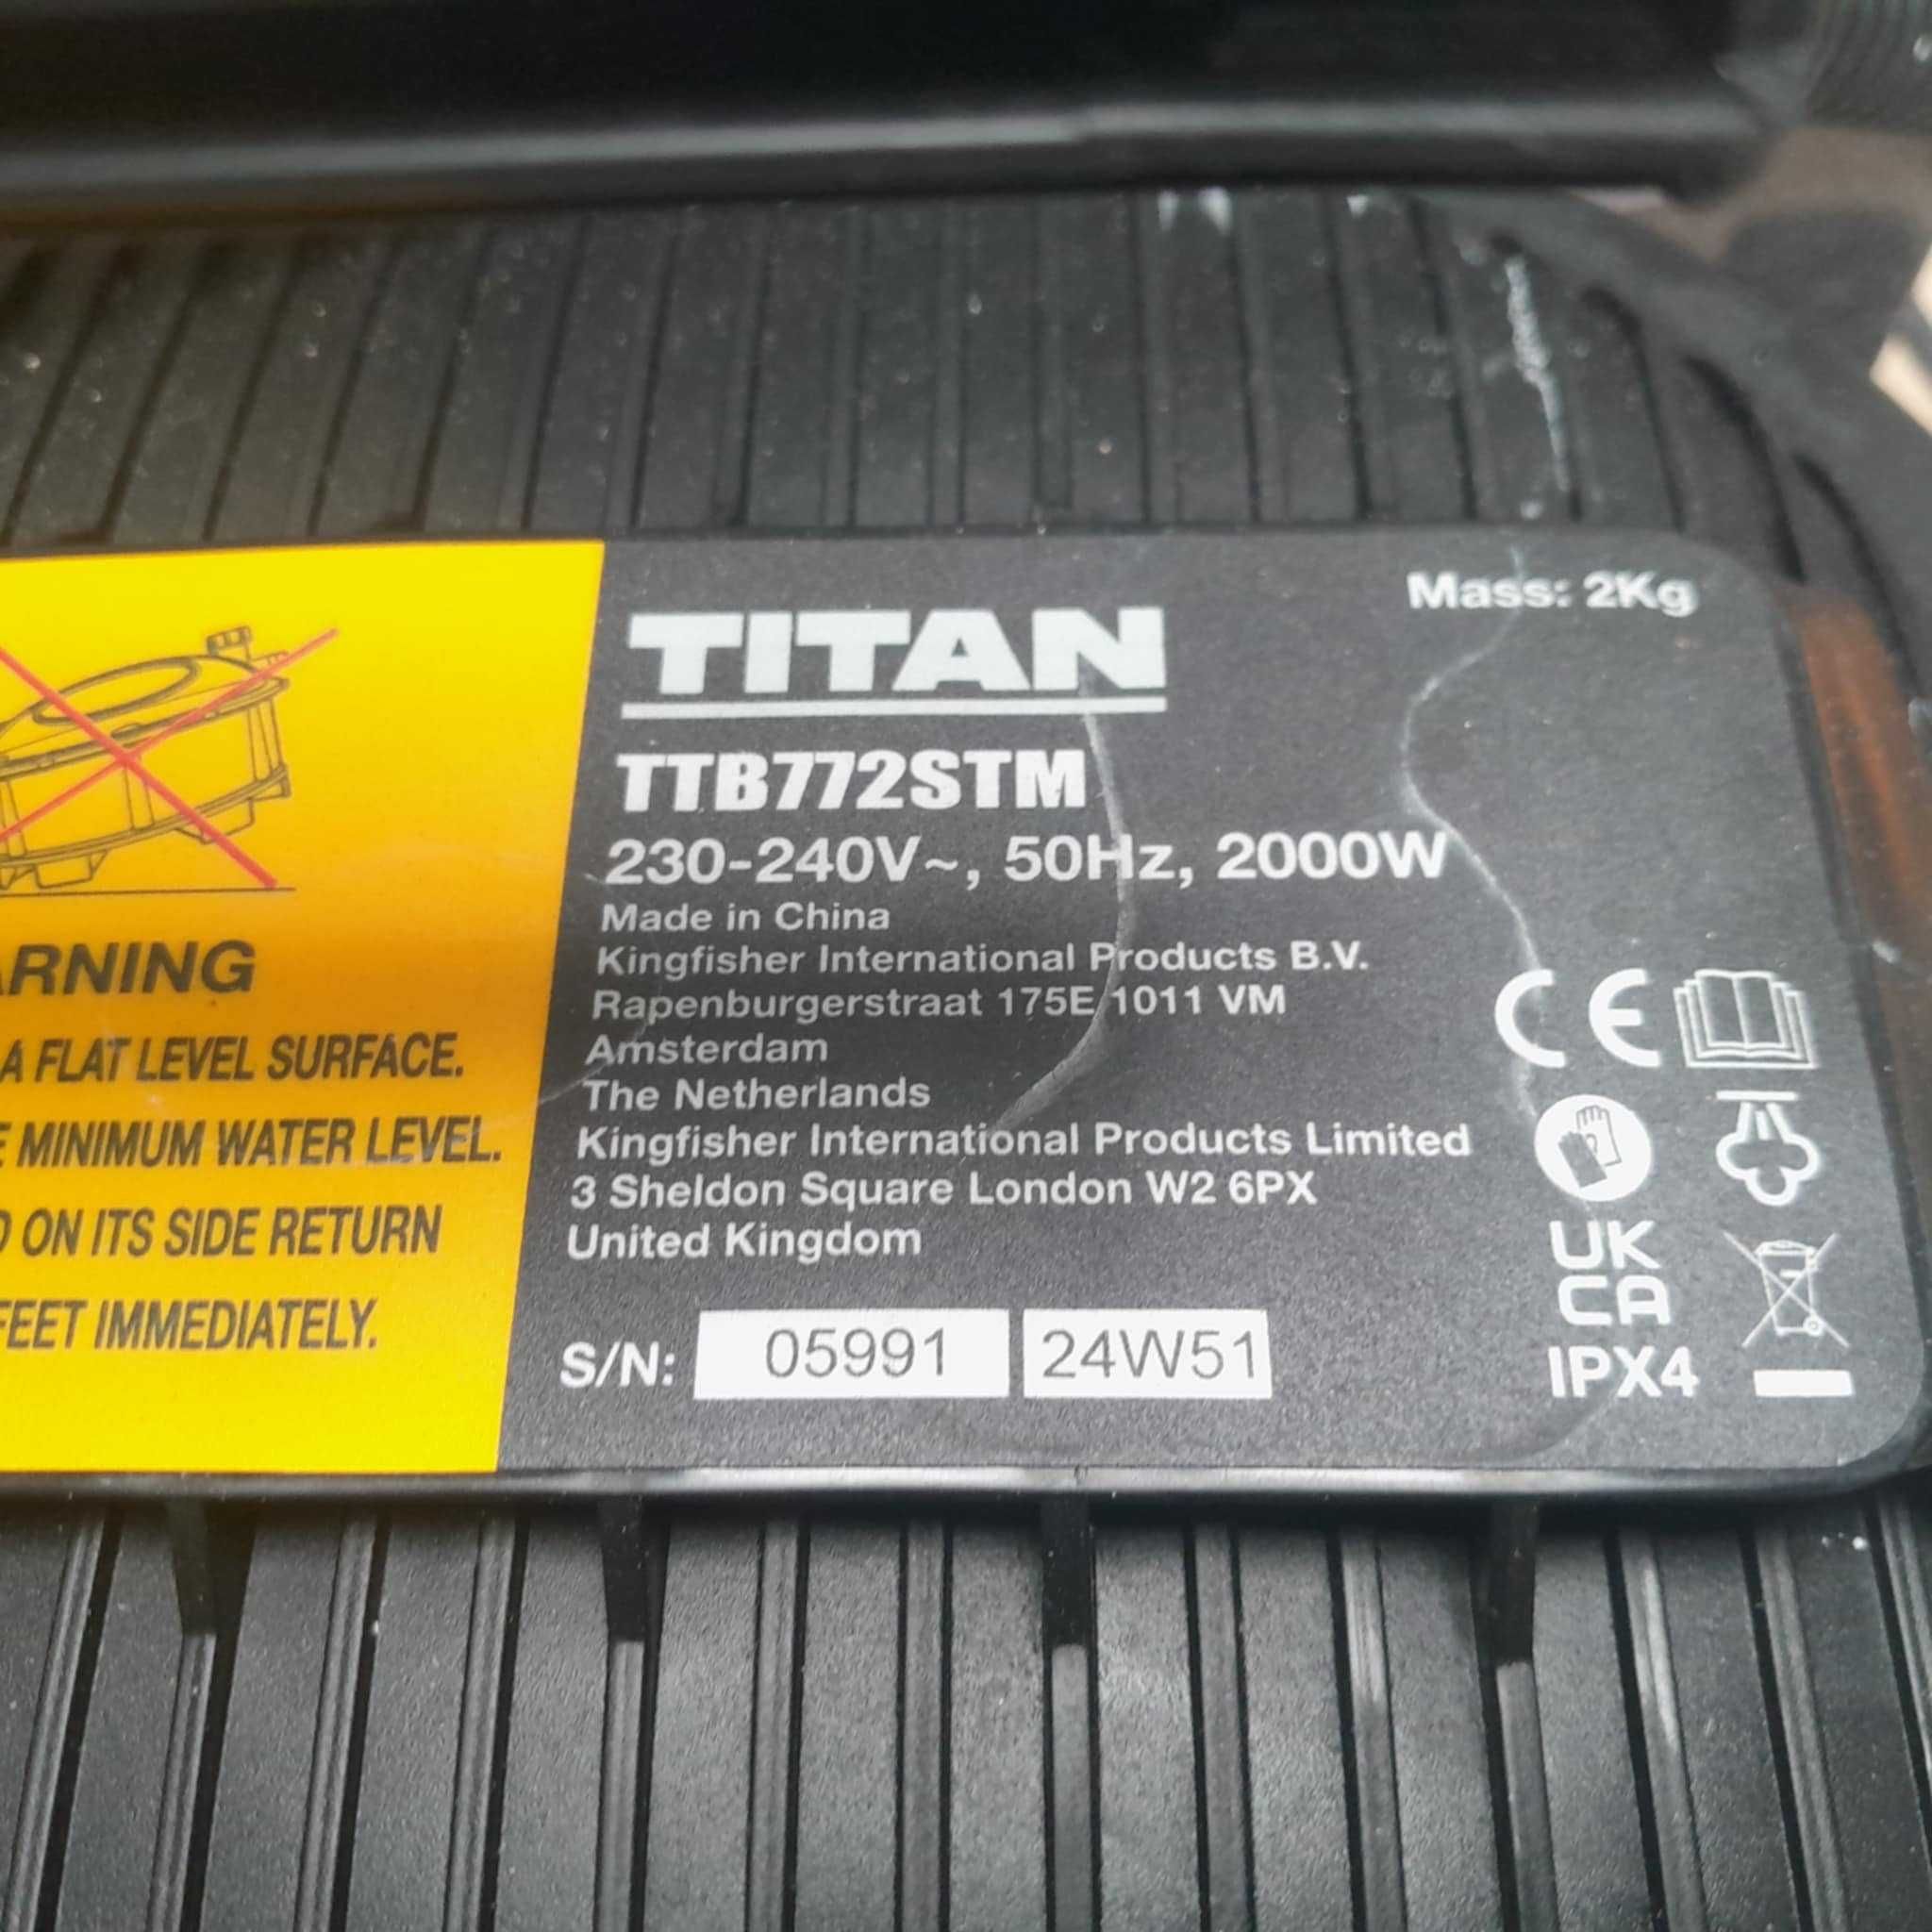 Mass: 2Kg
TITAN
TTB772STM
230-240V~, 50Hz, 2000W
Made in China
Kingfisher International Products B.V.
Rapenburgerstraat 175E 1011 VM
Amsterdam
The Netherlands
Kingfisher International Products Limited
3 Sheldon Square London W2 6PX
United Kingdom
S/N: 05991 24W51
CE
UK
CA
IPX4
ARNING
A FLAT LEVEL SURFACE.
E MINIMUM WATER LEVEL.
D ON ITS SIDE RETURN
FEET IMMEDIATELY.